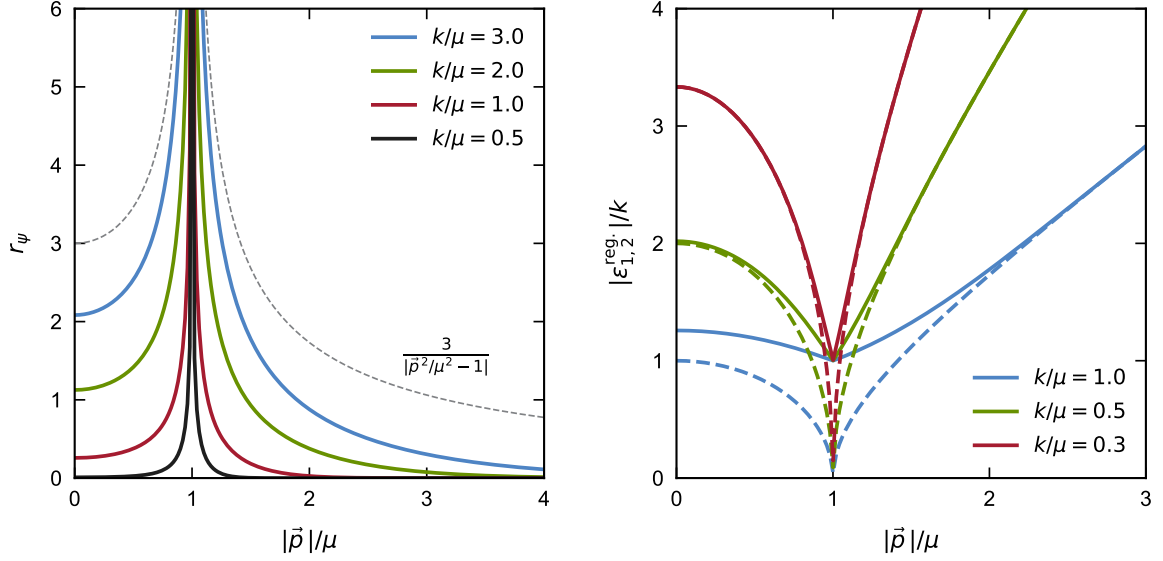 6
5
4
3
2
1
0
r_ψ
k/μ = 3.0
k/μ = 2.0
k/μ = 1.0
k/μ = 0.5
3
|p⃗²/μ² − 1|
0
1
2
3
4
|p⃗|/μ
4
3
2
1
0
|ε^{reg.}_{1,2}|/k
k/μ = 1.0
k/μ = 0.5
k/μ = 0.3
0
1
2
3
|p⃗|/μ